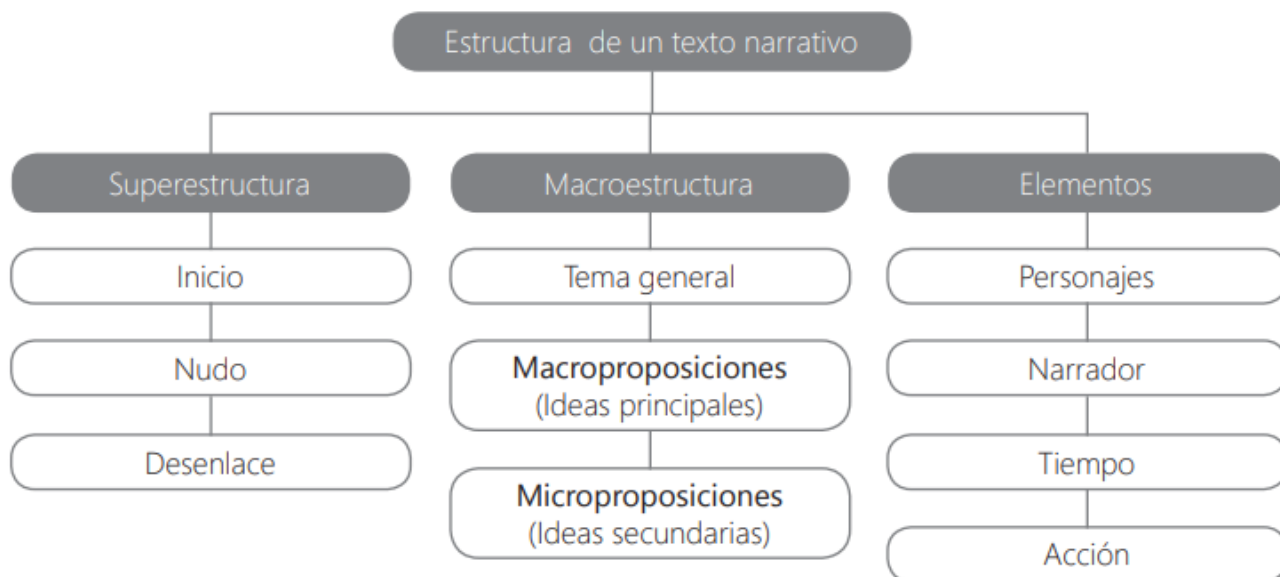 Estructura de un texto narrativo
Superestructura
Macroestructura
Elementos
Inicio
Tema general
Personajes
Nudo
Macroproposiciones
(Ideas principales)
Narrador
Desenlace
Microproposiciones
(Ideas secundarias)
Tiempo
Acción